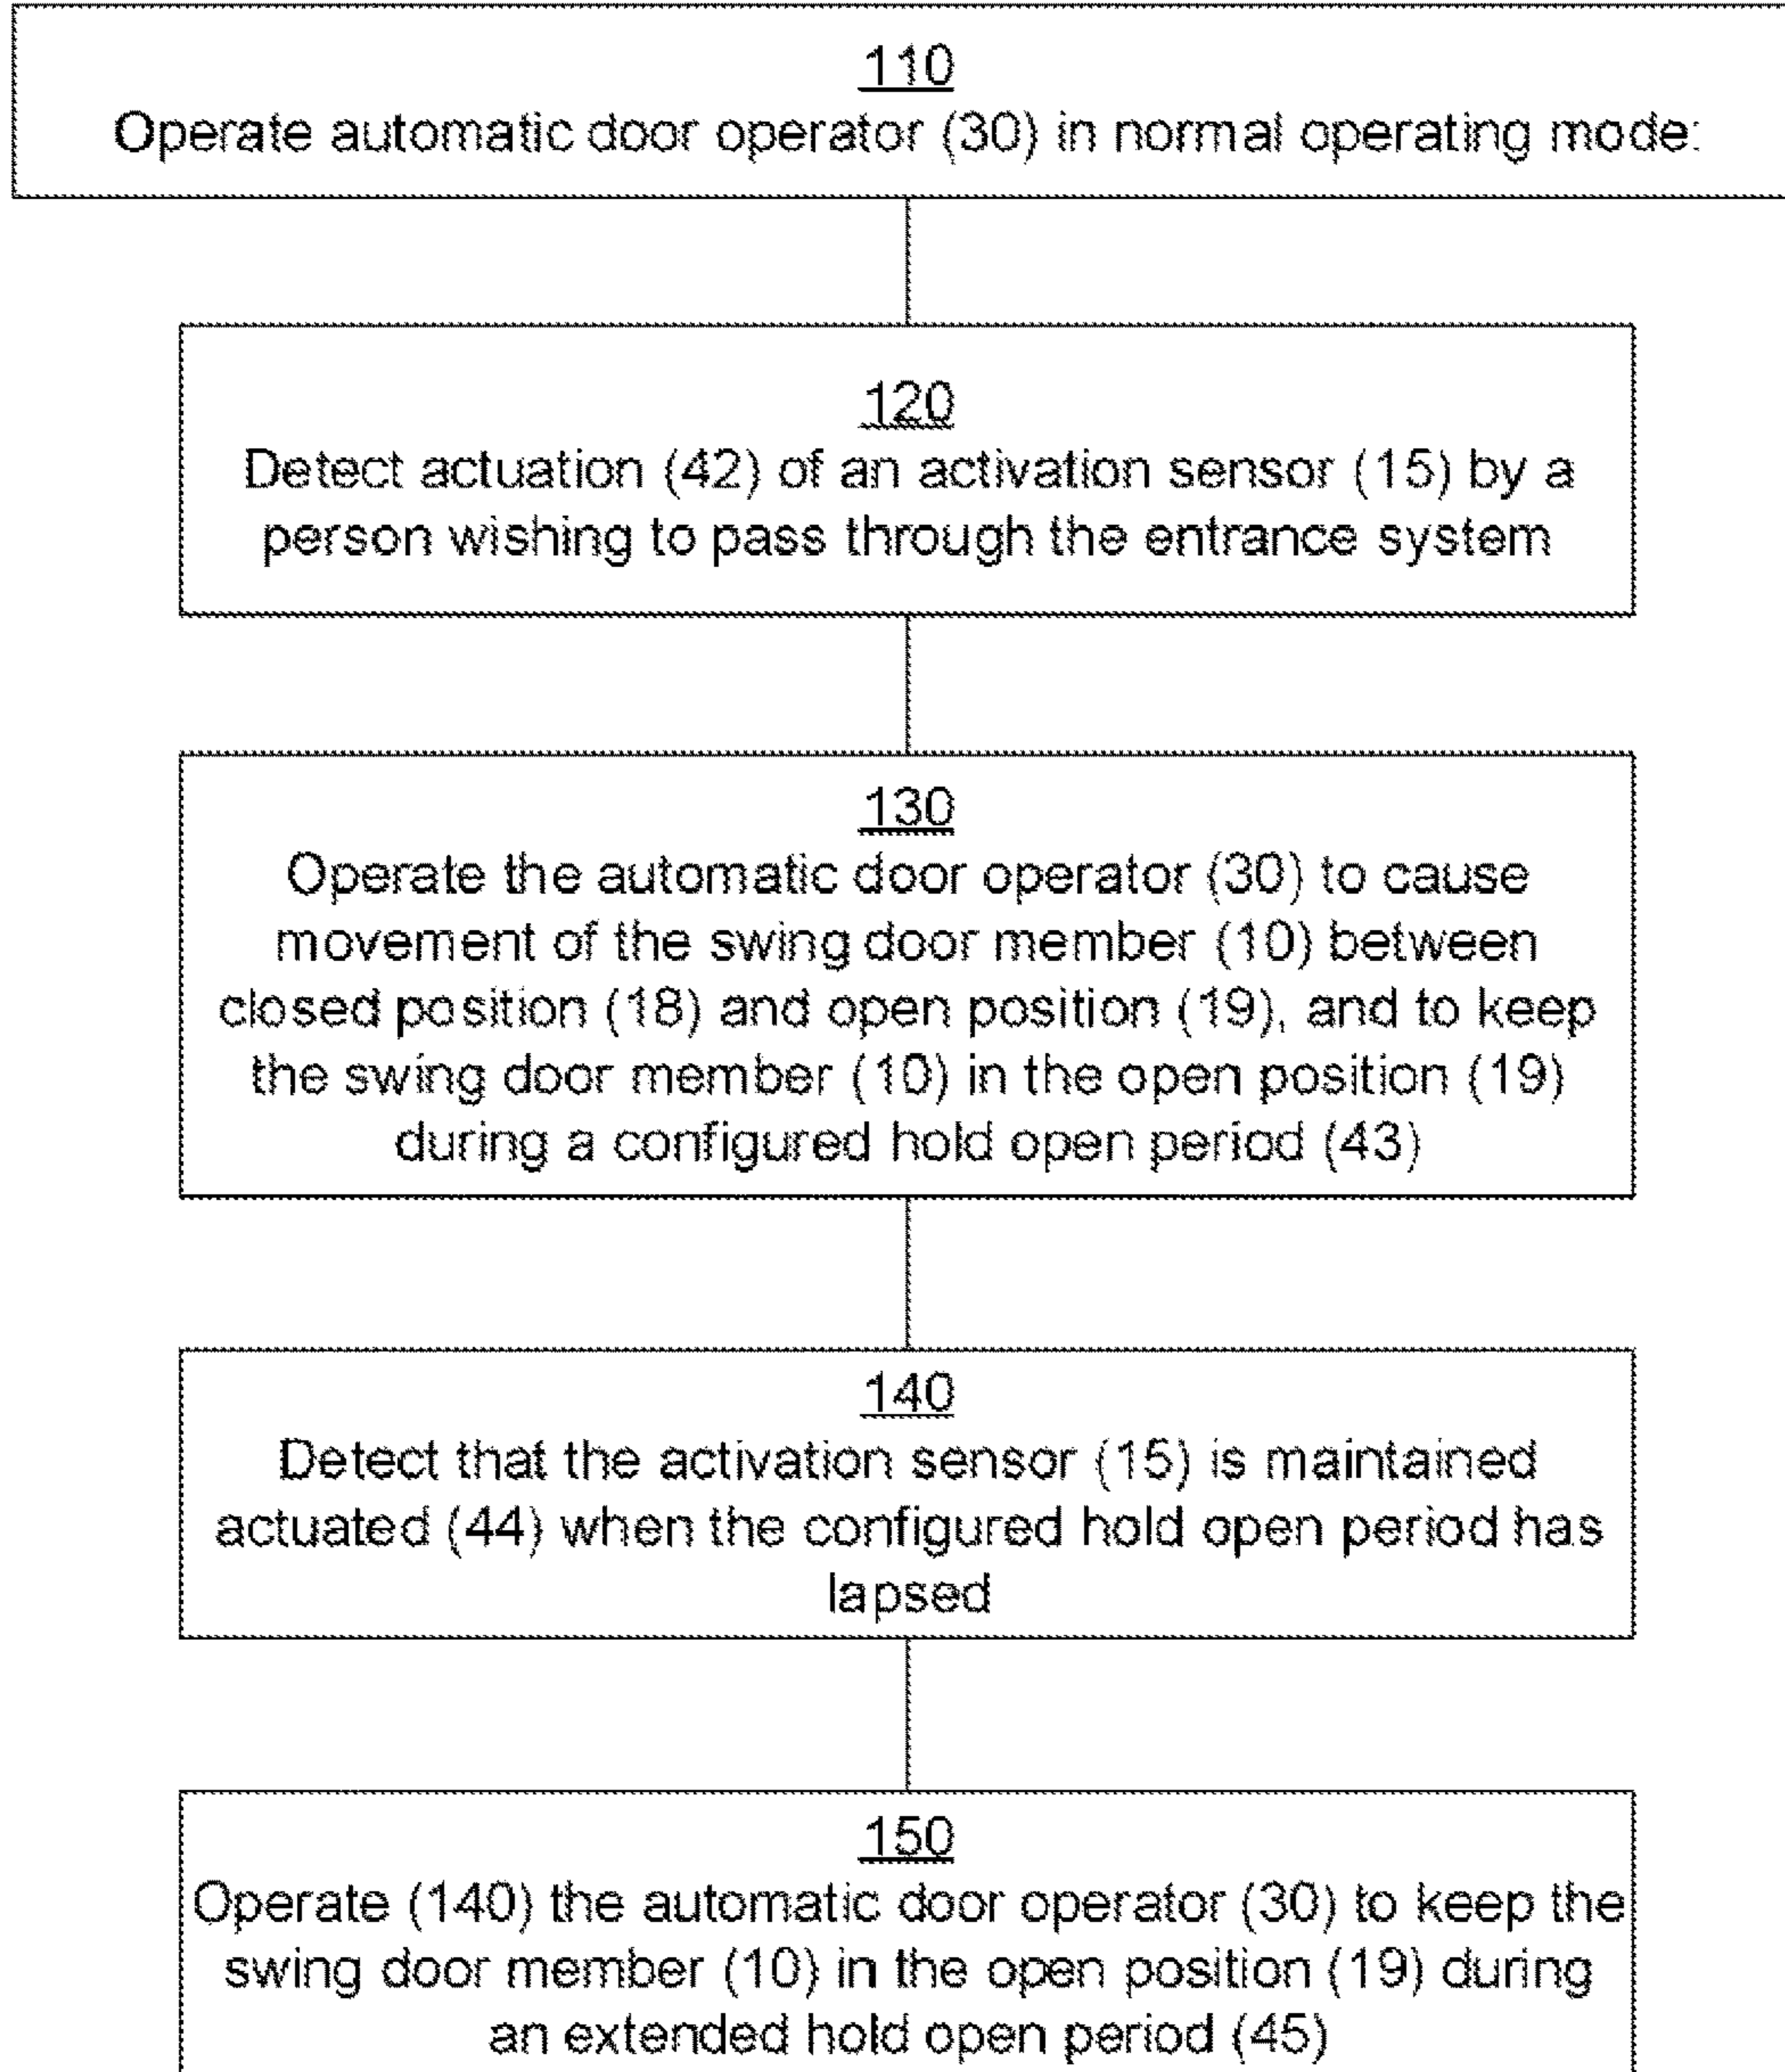 110
Operate automatic door operator (30) in normal operating mode:
120
Detect actuation (42) of an activation sensor (15) by a
person wishing to pass through the entrance system
130
Operate the automatic door operator (30) to cause
movement of the swing door member (10) between
closed position (18) and open position (19), and to keep
the swing door member (10) in the open position (19)
during a configured hold open period (43)
140
Detect that the activation sensor (15) is maintained
actuated (44) when the configured hold open period has
lapsed
150
Operate (140) the automatic door operator (30) to keep the
swing door member (10) in the open position (19) during
an extended hold open period (45)